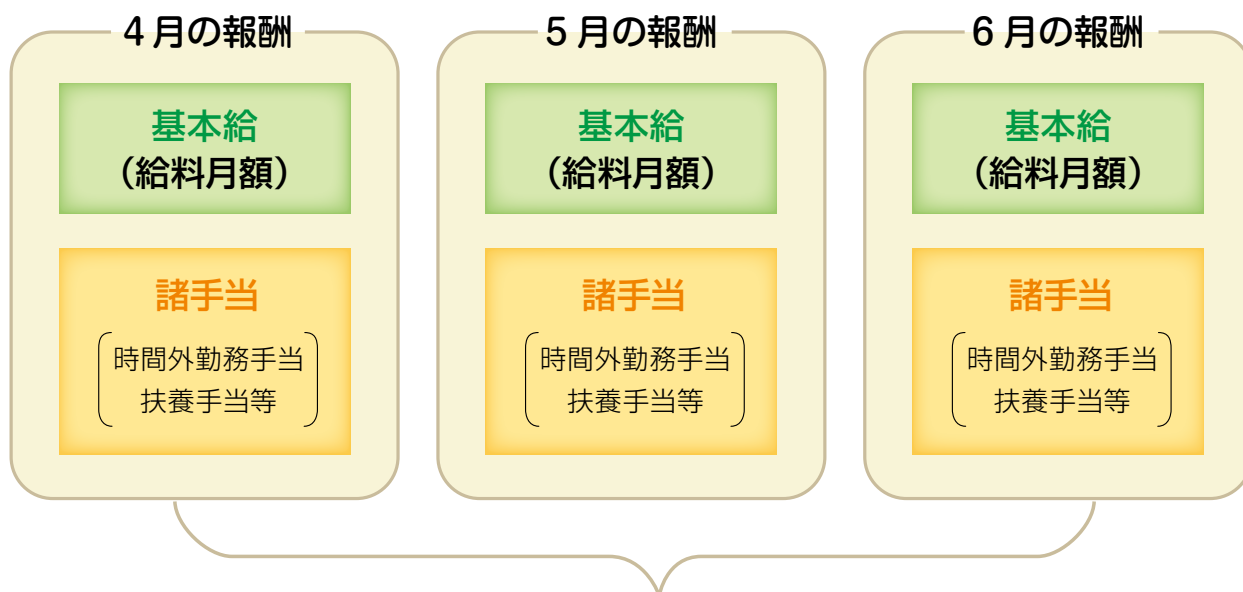 4月の報酬
基本給
(給料月額)
諸手当
時間外勤務手当
扶養手当等
5月の報酬
基本給
(給料月額)
諸手当
時間外勤務手当
扶養手当等
6月の報酬
基本給
(給料月額)
諸手当
時間外勤務手当
扶養手当等